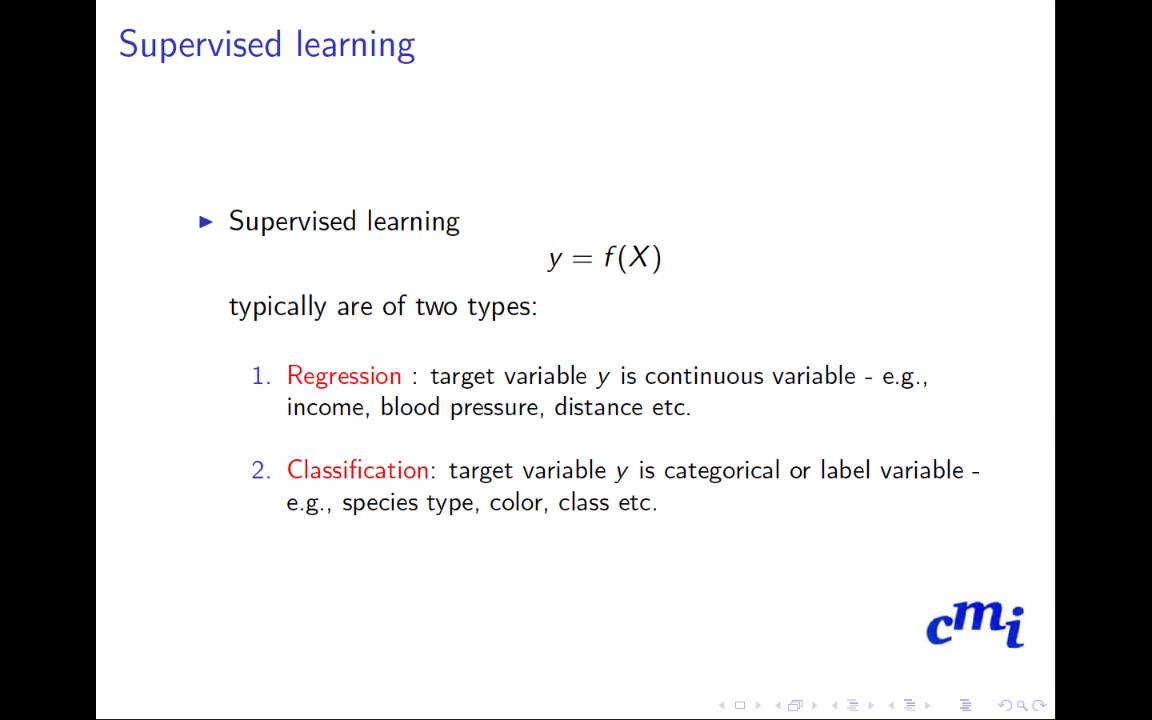 Supervised learning
▶ Supervised learning
y = f(X)
typically are of two types:
1. Regression : target variable y is continuous variable - e.g.,
income, blood pressure, distance etc.
2. Classification: target variable y is categorical or label variable -
e.g., species type, color, class etc.
cmi